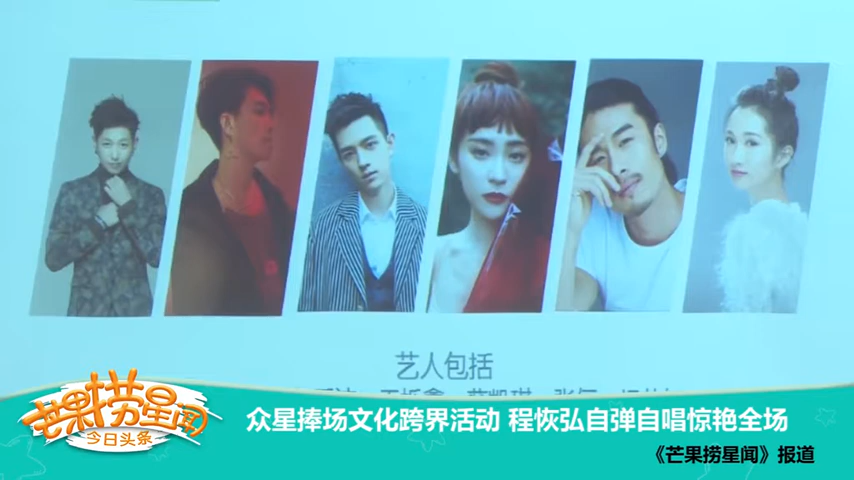 艺人包括
芒果捞星闻
今日头条
众星捧场文化跨界活动 程恢弘自弹自唱惊艳全场
《芒果捞星闻》报道